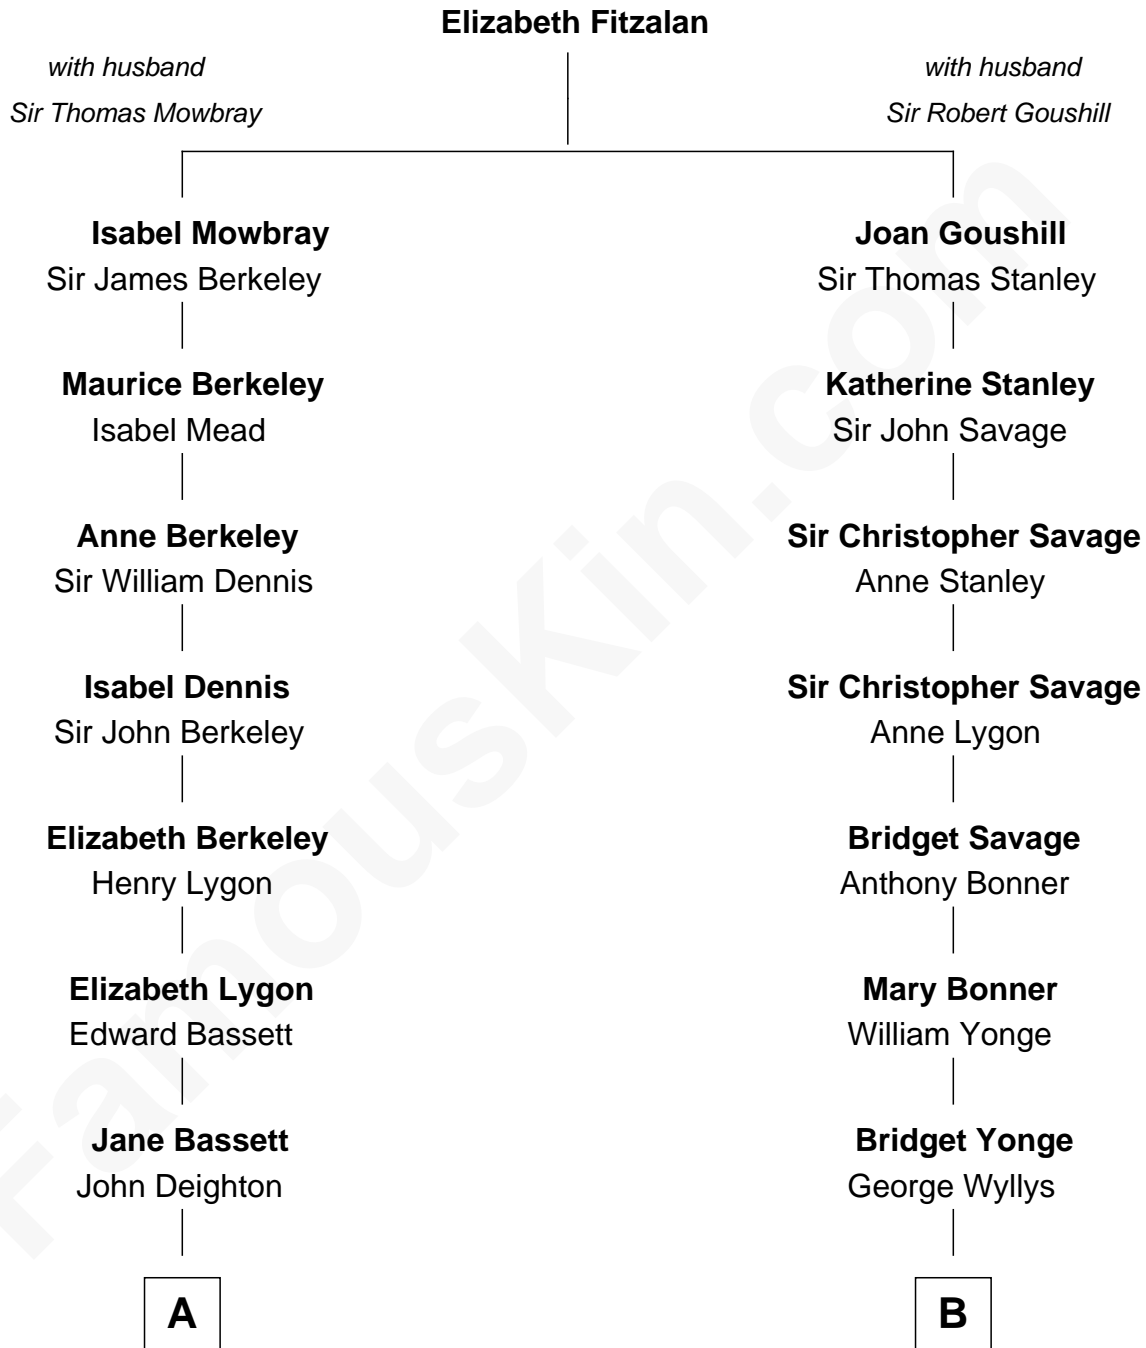 Elizabeth Fitzalan
with husband
Sir Thomas Mowbray
with husband
Sir Robert Goushill
Isabel Mowbray
Sir James Berkeley
Joan Goushill
Sir Thomas Stanley
Maurice Berkeley
Isabel Mead
Katherine Stanley
Sir John Savage
Anne Berkeley
Sir William Dennis
Sir Christopher Savage
Anne Stanley
Isabel Dennis
Sir John Berkeley
Sir Christopher Savage
Anne Lygon
Elizabeth Berkeley
Henry Lygon
Bridget Savage
Anthony Bonner
Elizabeth Lygon
Edward Bassett
Mary Bonner
William Yonge
Jane Bassett
John Deighton
Bridget Yonge
George Wyllys
A
B
FamousKin.com